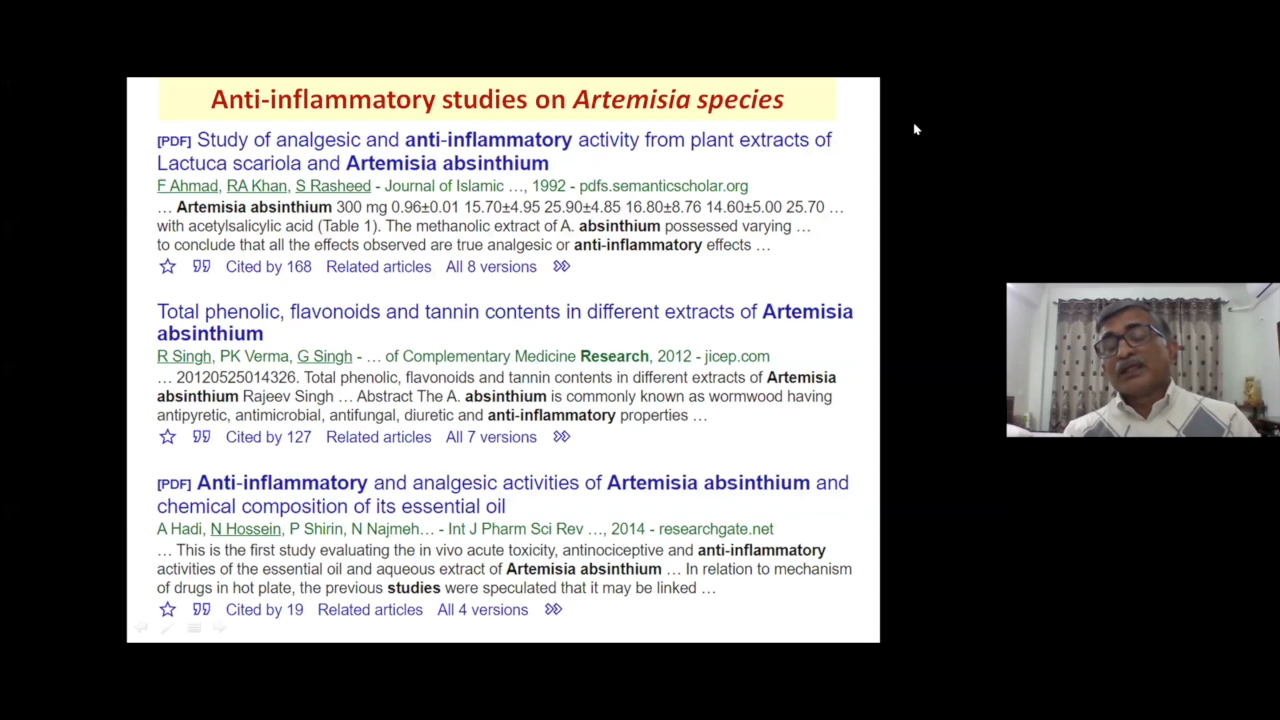 Anti-inflammatory studies on Artemisia species
[PDF] Study of analgesic and anti-inflammatory activity from plant extracts of
Lactuca scariola and Artemisia absinthium
F Ahmad, RA Khan, S Rasheed - Journal of Islamic …, 1992 - pdfs.semanticscholar.org
… Artemisia absinthium 300 mg 0.96±0.01 15.70±4.95 25.90±4.85 16.80±8.76 14.60±5.00 25.70 …
with acetylsalicylic acid (Table 1). The methanolic extract of A. absinthium possessed varying …
to conclude that all the effects observed are true analgesic or anti-inflammatory effects …
Cited by 168 Related articles All 8 versions
Total phenolic, flavonoids and tannin contents in different extracts of Artemisia
absinthium
R Singh, PK Verma, G Singh - … of Complementary Medicine Research, 2012 - jicep.com
… 20120525014326. Total phenolic, flavonoids and tannin contents in different extracts of Artemisia
absinthium Rajeev Singh … Abstract The A. absinthium is commonly known as wormwood having
antipyretic, antimicrobial, antifungal, diuretic and anti-inflammatory properties …
Cited by 127 Related articles All 7 versions
[PDF] Anti-inflammatory and analgesic activities of Artemisia absinthium and
chemical composition of its essential oil
A Hadi, N Hossein, P Shirin, N Najmeh… - Int J Pharm Sci Rev …, 2014 - researchgate.net
… This is the first study evaluating the in vivo acute toxicity, antinociceptive and anti-inflammatory
activities of the essential oil and aqueous extract of Artemisia absinthium … In relation to mechanism
of drugs in hot plate, the previous studies were speculated that it may be linked …
Cited by 19 Related articles All 4 versions